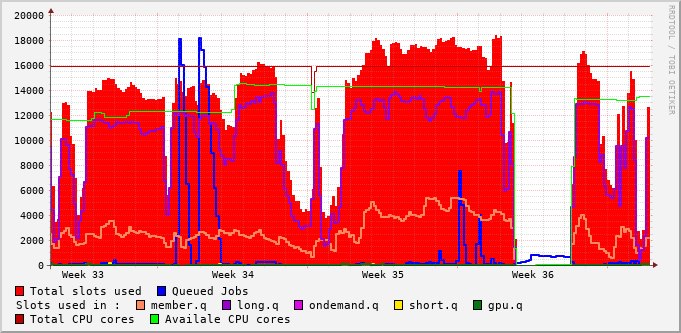 20000
18000
16000
14000
12000
10000
8000
6000
4000
2000
0
Week 33 Week 34 Week 35 Week 36
Total slots used Queued Jobs
Slots used in : member.q long.q ondemand.q short.q gpu.q
Total CPU cores Availale CPU cores
RRDTOOL / TOBI OETIKER